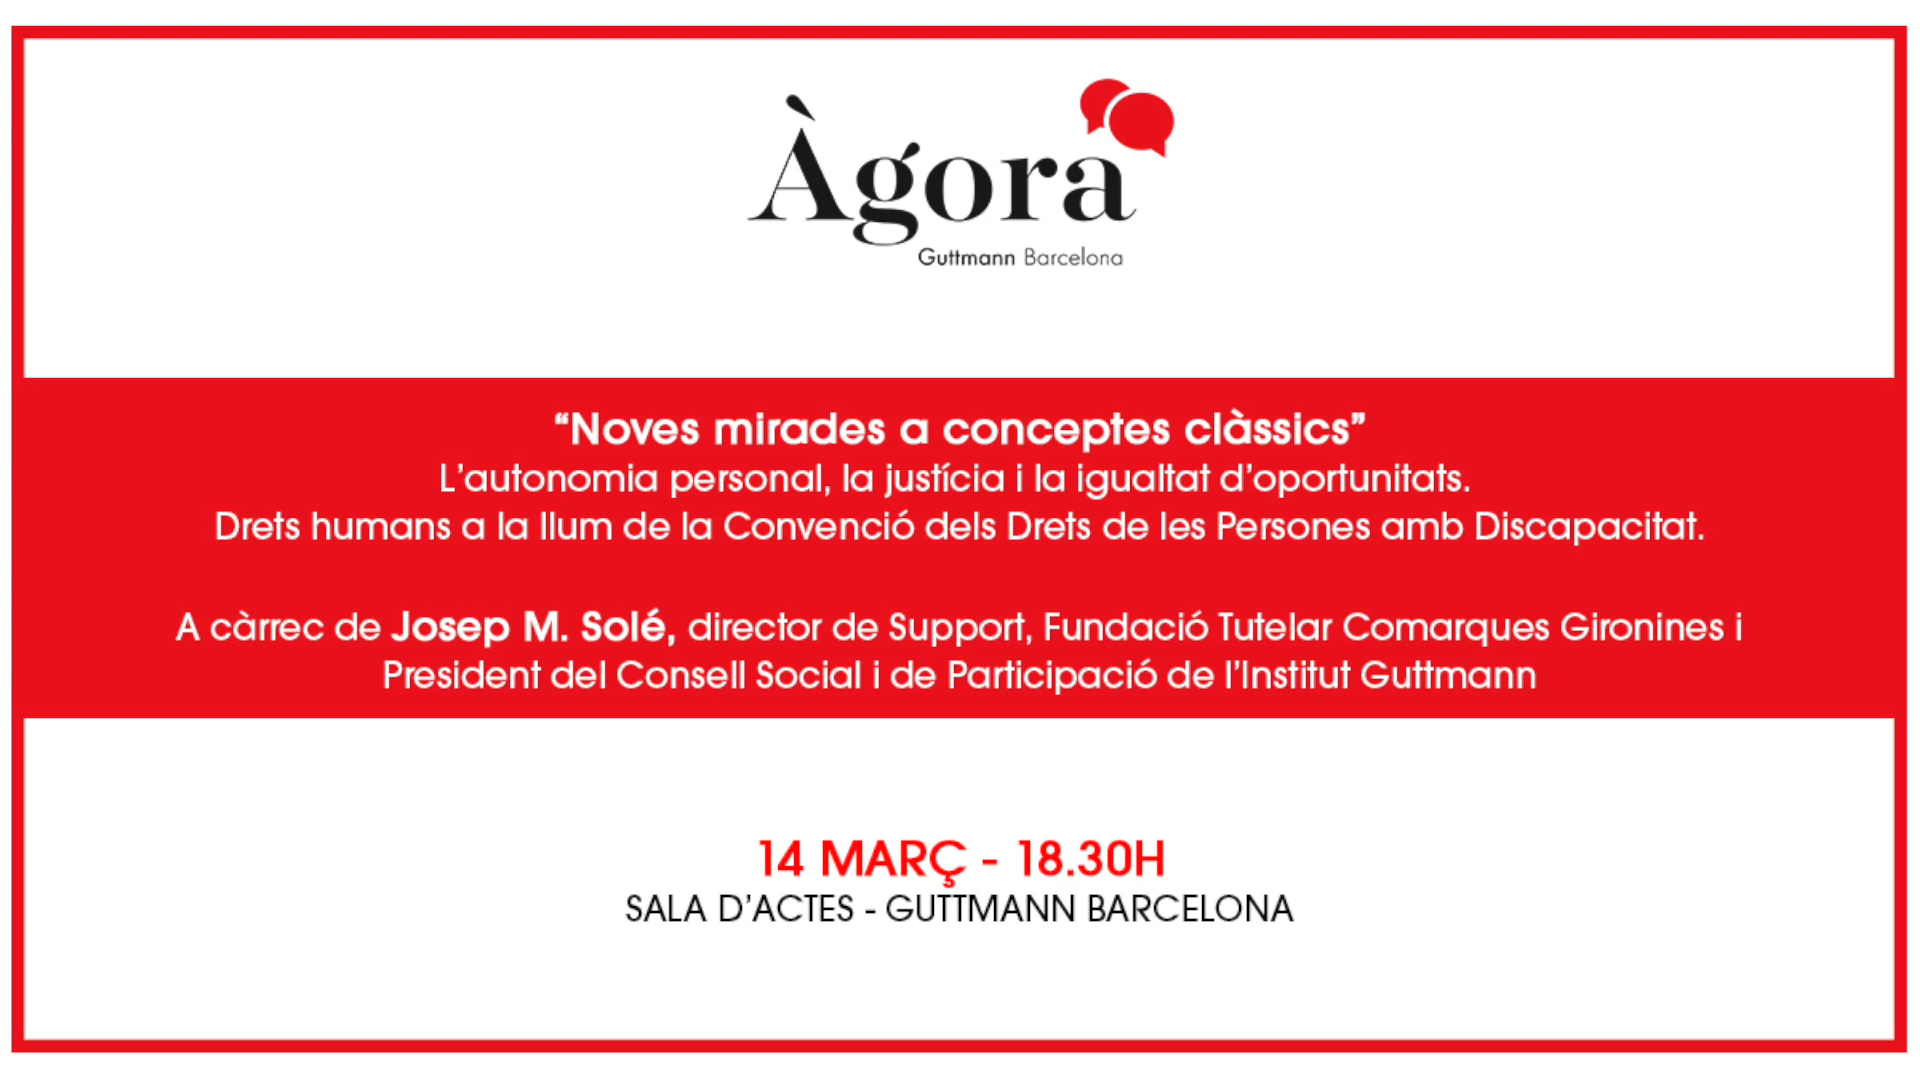 Àgora
Guttmann Barcelona
“Noves mirades a conceptes clàssics”
L’autonomia personal, la justícia i la igualtat d’oportunitats.
Drets humans a la llum de la Convenció dels Drets de les Persones amb Discapacitat.
A càrrec de Josep M. Solé, director de Support, Fundació Tutelar Comarques Gironines i
President del Consell Social i de Participació de l’Institut Guttmann
14 MARÇ - 18.30H
SALA D’ACTES - GUTTMANN BARCELONA